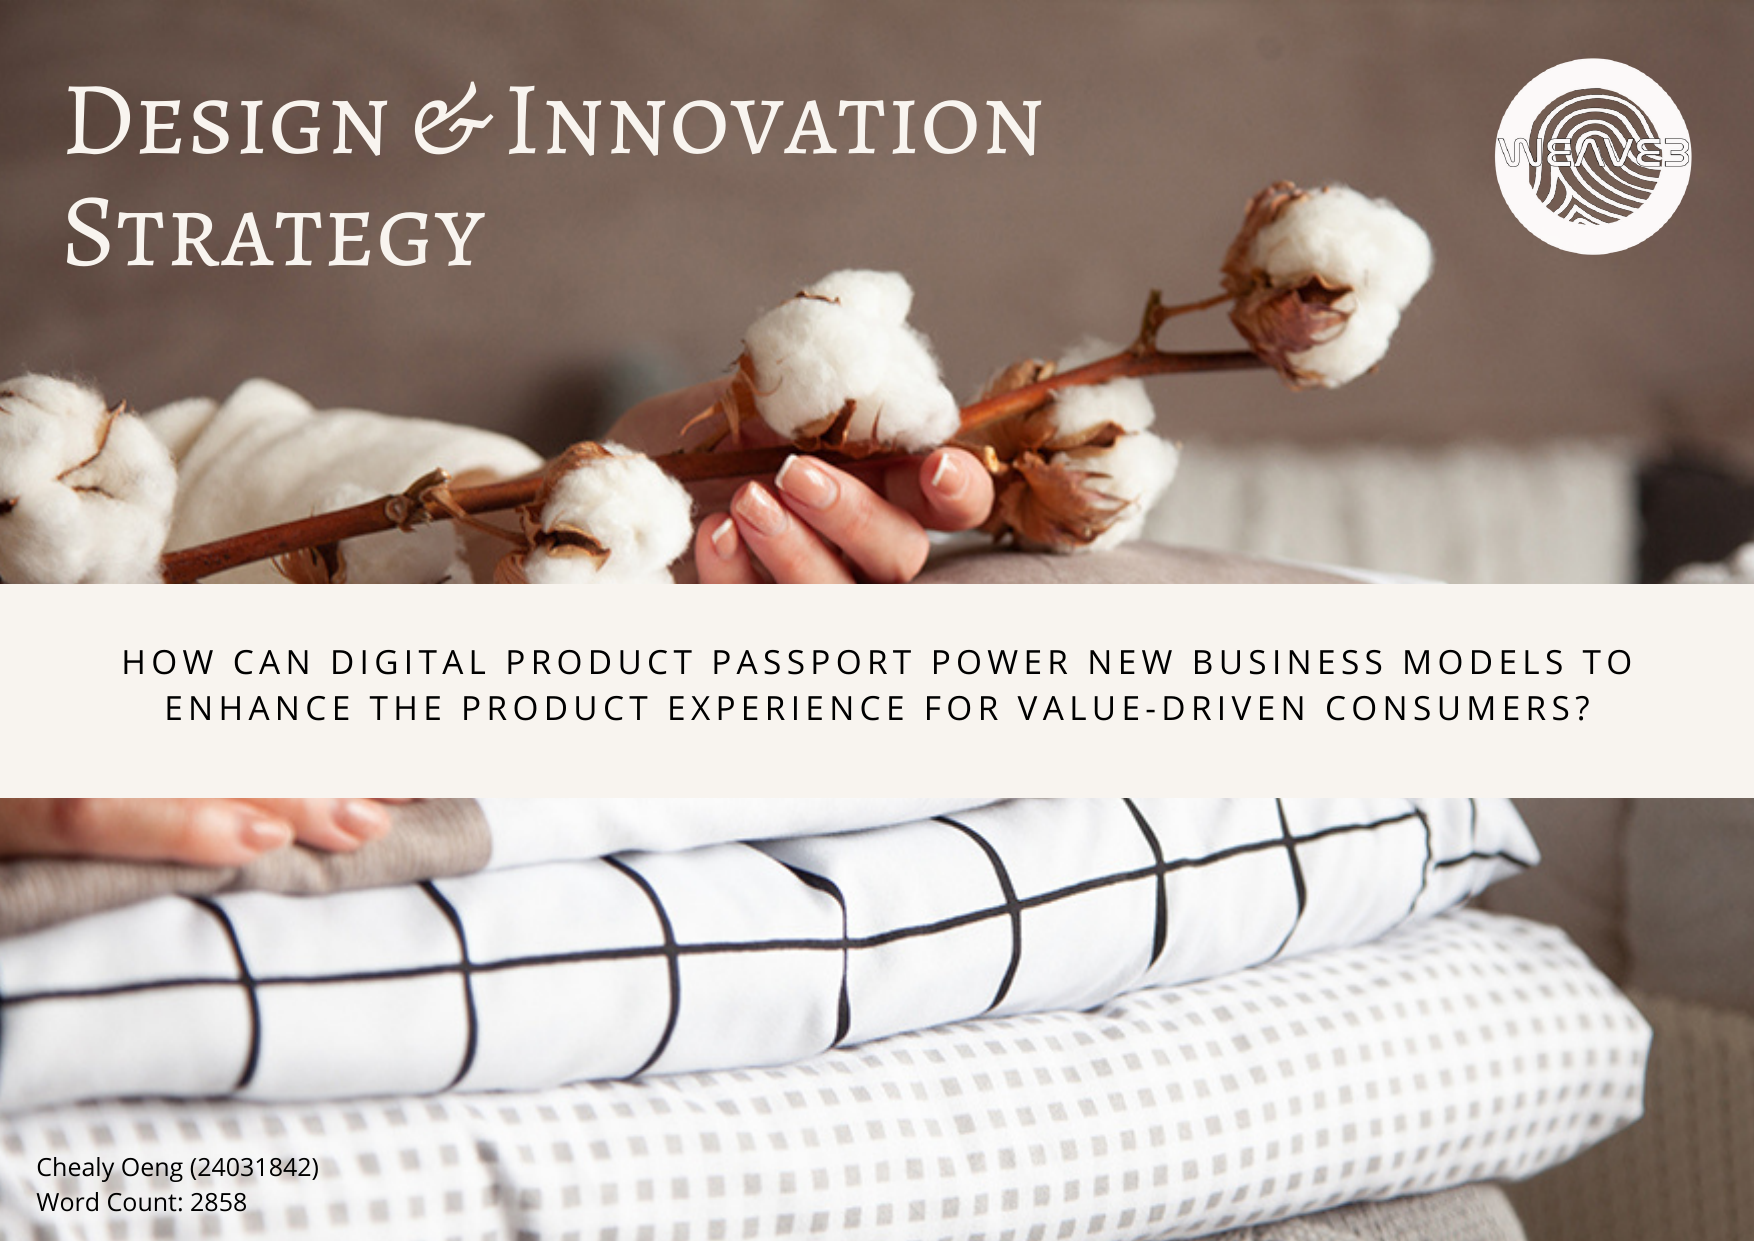 Design & Innovation
Strategy
WEAVE3
HOW CAN DIGITAL PRODUCT PASSPORT POWER NEW BUSINESS MODELS TO
ENHANCE THE PRODUCT EXPERIENCE FOR VALUE-DRIVEN CONSUMERS?
Chealy Oeng (24031842)
Word Count: 2858